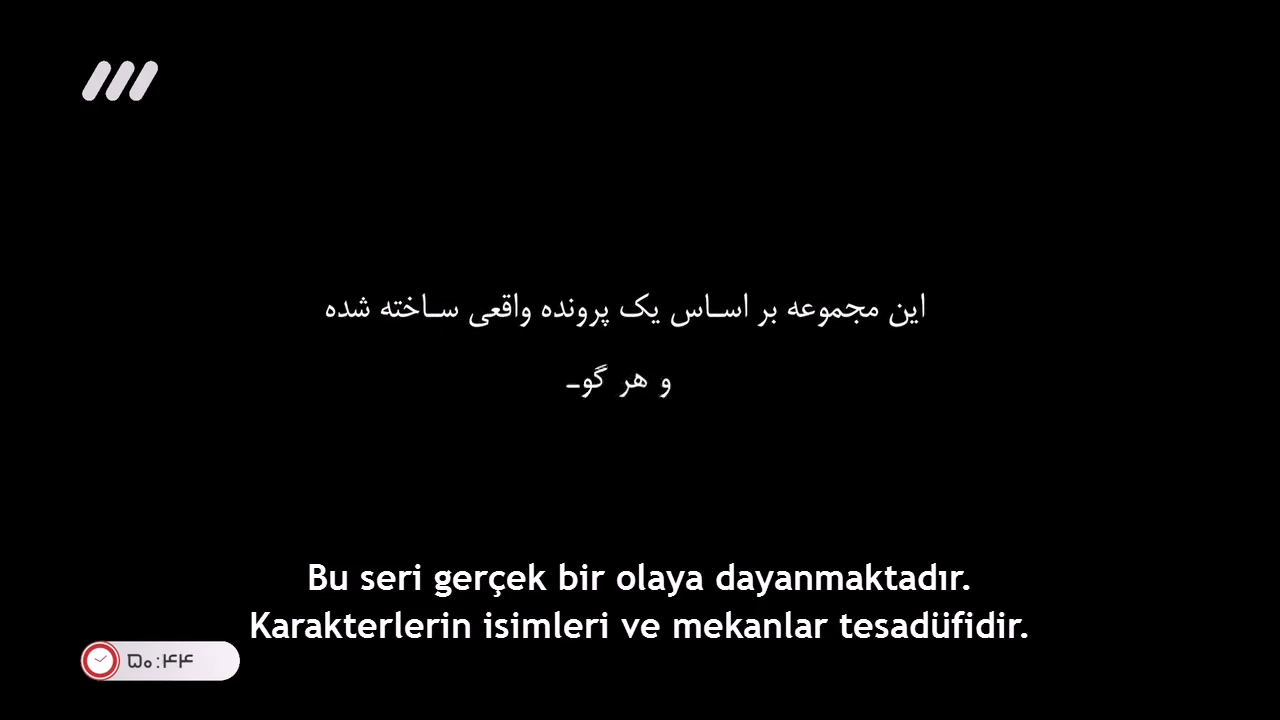 این مجموعه بر اساس یک پرونده واقعی ساخته شده
و هر گو
Bu seri gerçek bir olaya dayanmaktadır.
Karakterlerin isimleri ve mekanlar tesadüfidir.
۵۰:۴۴